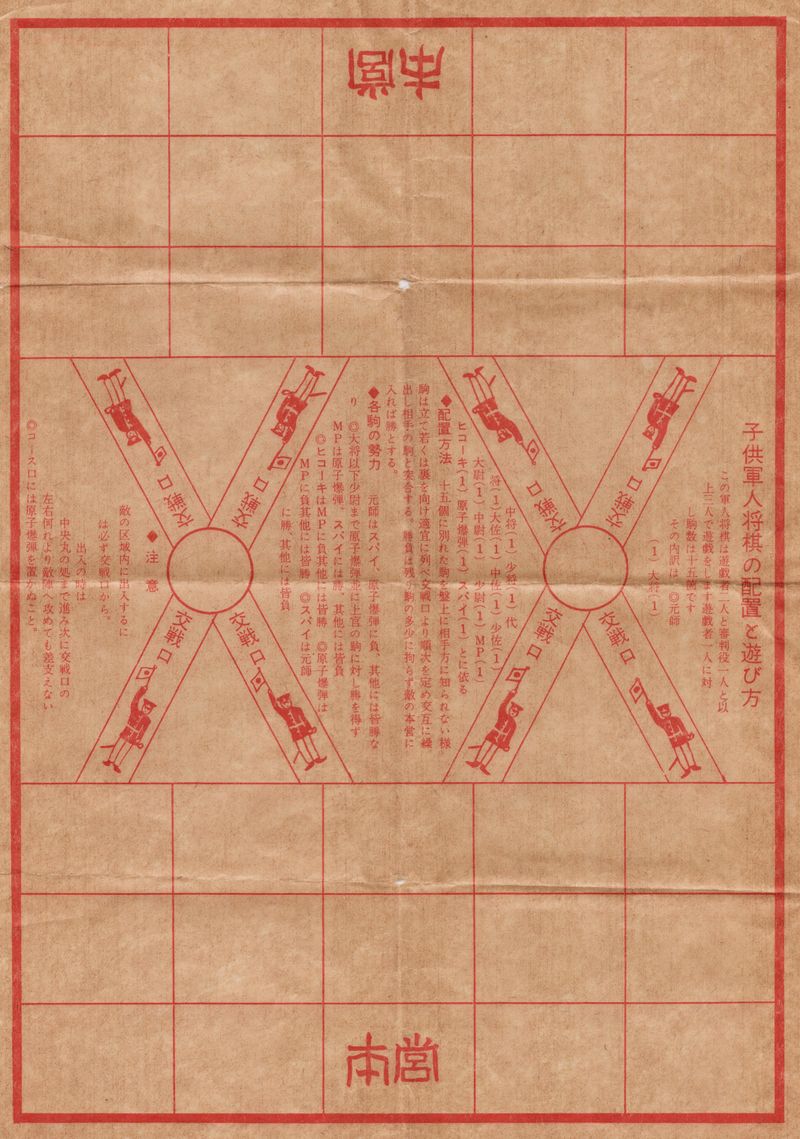 本営
子供軍人将棋の配置と遊び方
この軍人将棋は遊戯者二人と審判役一人と以
上三人で遊戯をします遊戯者一人に対
し駒数は十五箇です
その内訳は、◎元師
(1) 大将(1)
中将(1) 少将(1) 代
将(1)大佐(1) 中佐(1) 少佐(1)
大尉(1) 中尉(1) 少尉(1) MP(1)
ヒコーキ(1)原子爆弾(1) スパイ(1)とに依る
◆配置方法 十五個に別れた駒は盤上に相手方に知られない様
駒は立て若くは裏を向け適宜に列べ交戦口より順次を定め交互に繰
出し相手の駒と突合する。勝負は残り駒の多少に拘らず敵の本営に
入れば勝とする。
◆各駒の勢力 元師はスパイ、原子爆弾に負、其他には皆勝な
り ◎大将以下少尉まで原子爆弾並に上官の駒に対し勝を得ず
MPは原子爆弾、スパイには勝、其他には皆負
◎ヒコーキはMPに負其他には皆勝 ◎原子爆弾は
MPに負其他には皆勝 ◎スパイは元師
に勝、其他には皆負
◆注意
敵の区域内に出入するに
は必ず交戦口から。
出入の時は
中央丸の処まで進み次に交戦口の
左右何れより敵陣へ攻めても差支えない
◎コース口には原子爆弾を置かぬこと。
交戦口
交戦口
交戦口
交戦口
交戦口
交戦口
交戦口
交戦口
本営